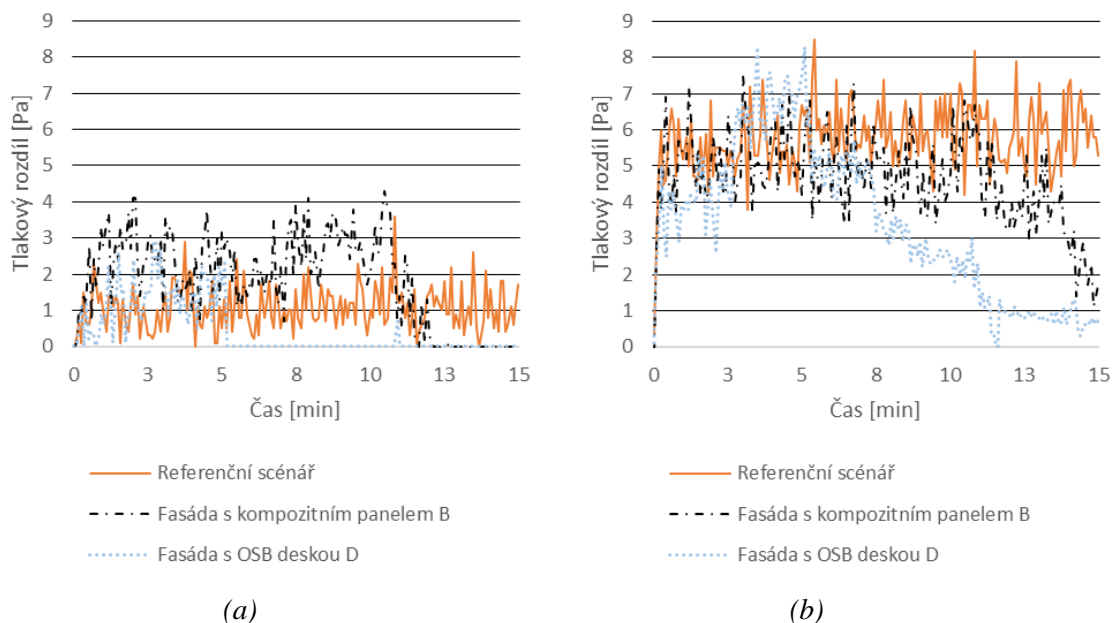 Tlakový rozdíl [Pa]
9
8
7
6
5
4
3
2
1
0
0 3 5 8 10 13 15
Čas [min]
Referenční scénář
Fasáda s kompozitním panelem B
Fasáda s OSB deskou D
(a)
Tlakový rozdíl [Pa]
9
8
7
6
5
4
3
2
1
0
0 3 5 8 10 13 15
Čas [min]
Referenční scénář
Fasáda s kompozitním panelem B
Fasáda s OSB deskou D
(b)